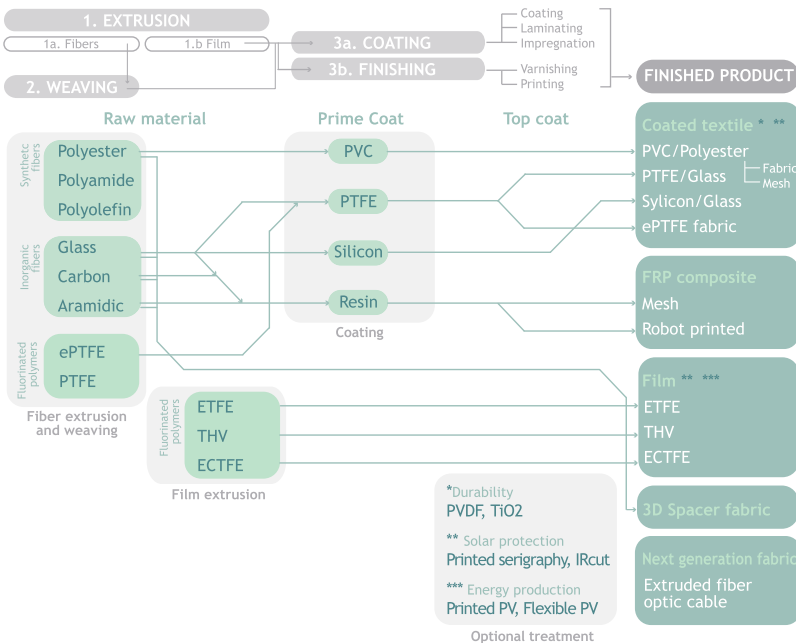 1. EXTRUSION
1a. Fibers
1.b Film
2. WEAVING
3a. COATING
3b. FINISHING
Coating
Laminating
Impregnation
Varnishing
Printing
FINISHED PRODUCT
Raw material
Prime Coat
Top coat
Synthetc
fibers
Polyester
Polyamide
Polyolefin
Inorganic
fibers
Glass
Carbon
Aramidic
Fluorinated
polymers
ePTFE
PTFE
Fiber extrusion
and weaving
Fluorinated
polymers
ETFE
THV
ECTFE
Film extrusion
PVC
PTFE
Silicon
Resin
Coating
Coated textile * **
PVC/Polyester
PTFE/Glass
Fabric
Mesh
Sylicon/Glass
ePTFE fabric
FRP composite
Mesh
Robot printed
Film ** ***
ETFE
THV
ECTFE
3D Spacer fabric
Next generation fabric
Extruded fiber
optic cable
*Durability
PVDF, TiO2
** Solar protection
Printed serigraphy, IRcut
*** Energy production
Printed PV, Flexible PV
Optional treatment